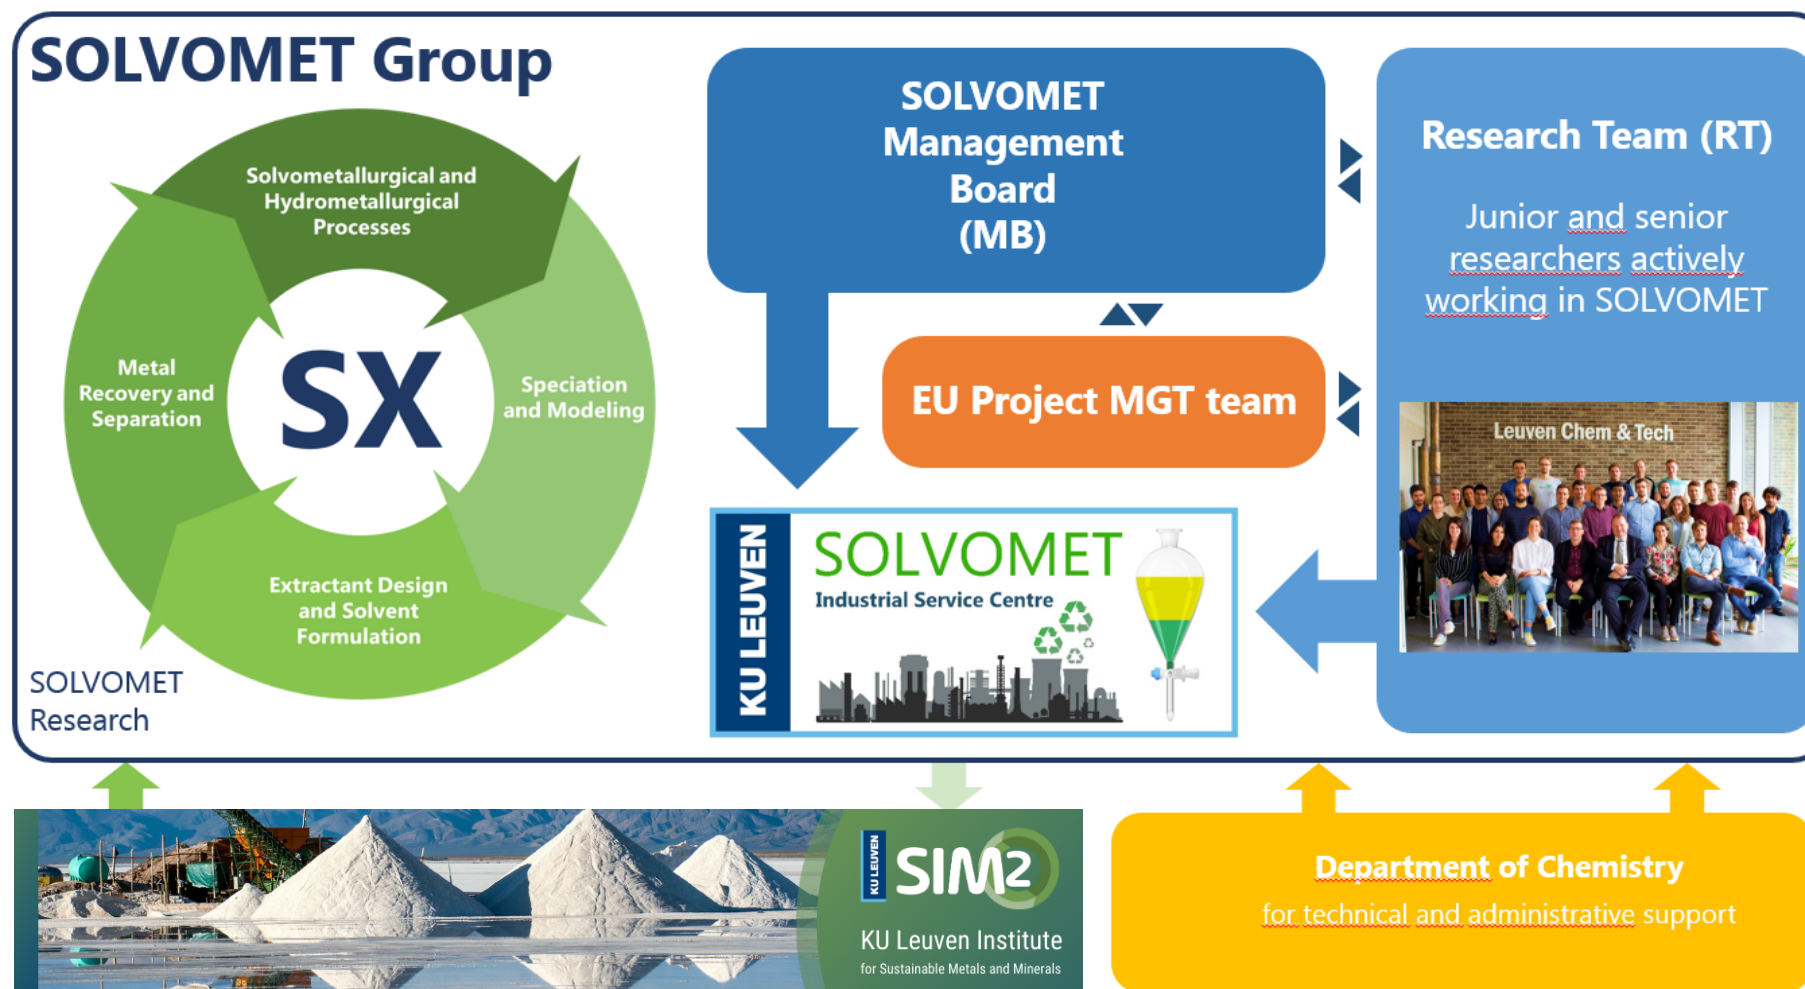 SOLVOMET Group
Solvometallurgical and
Hydrometallurgical
Processes
Metal
Recovery and
Separation
SX
Speciation
and Modeling
Extractant Design
and Solvent
Formulation
SOLVOMET
Research
SOLVOMET
Management
Board
(MB)
EU Project MGT team
KU LEUVEN
SOLVOMET
Industrial Service Centre
Research Team (RT)
Junior and senior
researchers actively
working in SOLVOMET
Leuven Chem & Tech
KU LEUVEN
SIM2
KU Leuven Institute
for Sustainable Metals and Minerals
Department of Chemistry
for technical and administrative support